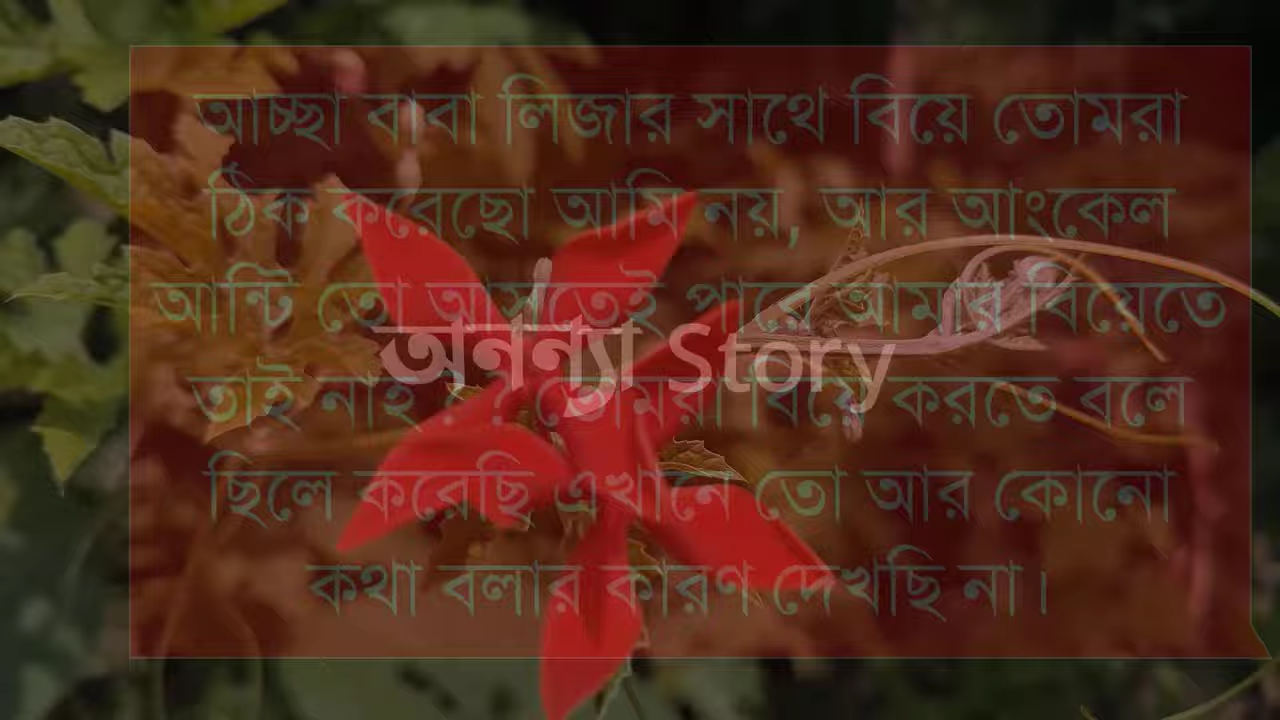 আচ্ছা বাবা লিজার সাথে বিয়ে তোমরা
ঠিক করেছো আমি নয়, আর আংকেল
আন্টি তো আসতেই পারে আমার বিয়েতে
অনন্যা Story
তাই নাহ তোমরা বিয়ে করতে বলে
ছিলে করেছি এখানে তো আর কোনো
কথা বলার কারণ দেখছি না।